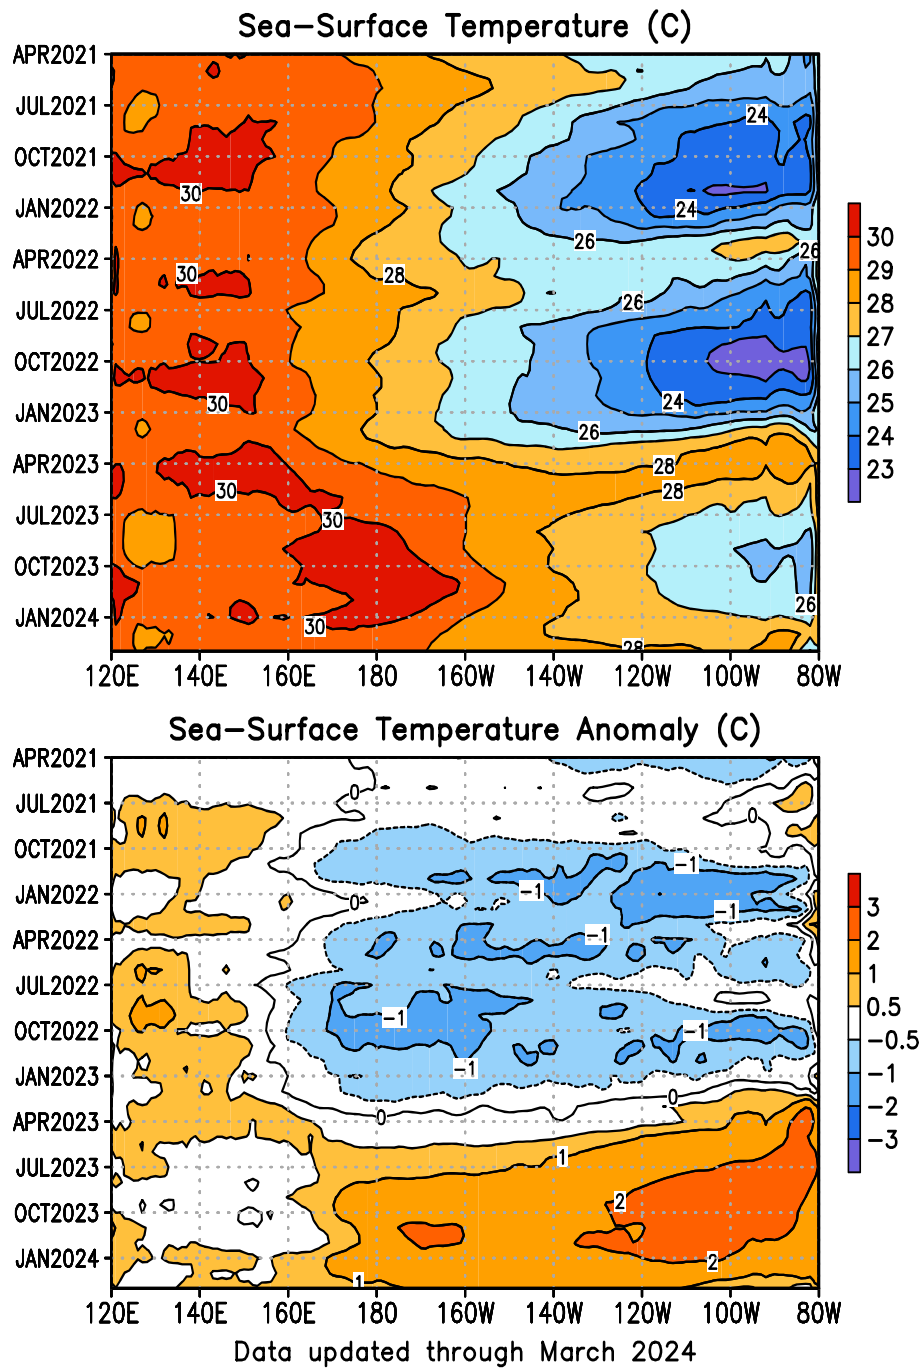 Sea-Surface Temperature (C)
APR2021
JUL2021
24
OCT2021
30
JAN2022
24
26
APR2022
26
30
28
26
JUL2022
OCT2022
30
24
JAN2023
26
APR2023
28
30
28
JUL2023
30
OCT2023
26
JAN2024
30
28
120E 140E 160E 180 160W 140W 120W 100W 80W
30
29
28
27
26
25
24
23
Sea-Surface Temperature Anomaly (C)
APR2021
0
JUL2021
0
OCT2021
-1
-1
JAN2022
0
-1
APR2022
-1
JUL2022
-1
OCT2022
-1
-1
JAN2023
0
0
APR2023
1
JUL2023
2
OCT2023
JAN2024
2
1
120E 140E 160E 180 160W 140W 120W 100W 80W
3
2
1
0.5
-0.5
-1
-2
-3
Data updated through March 2024